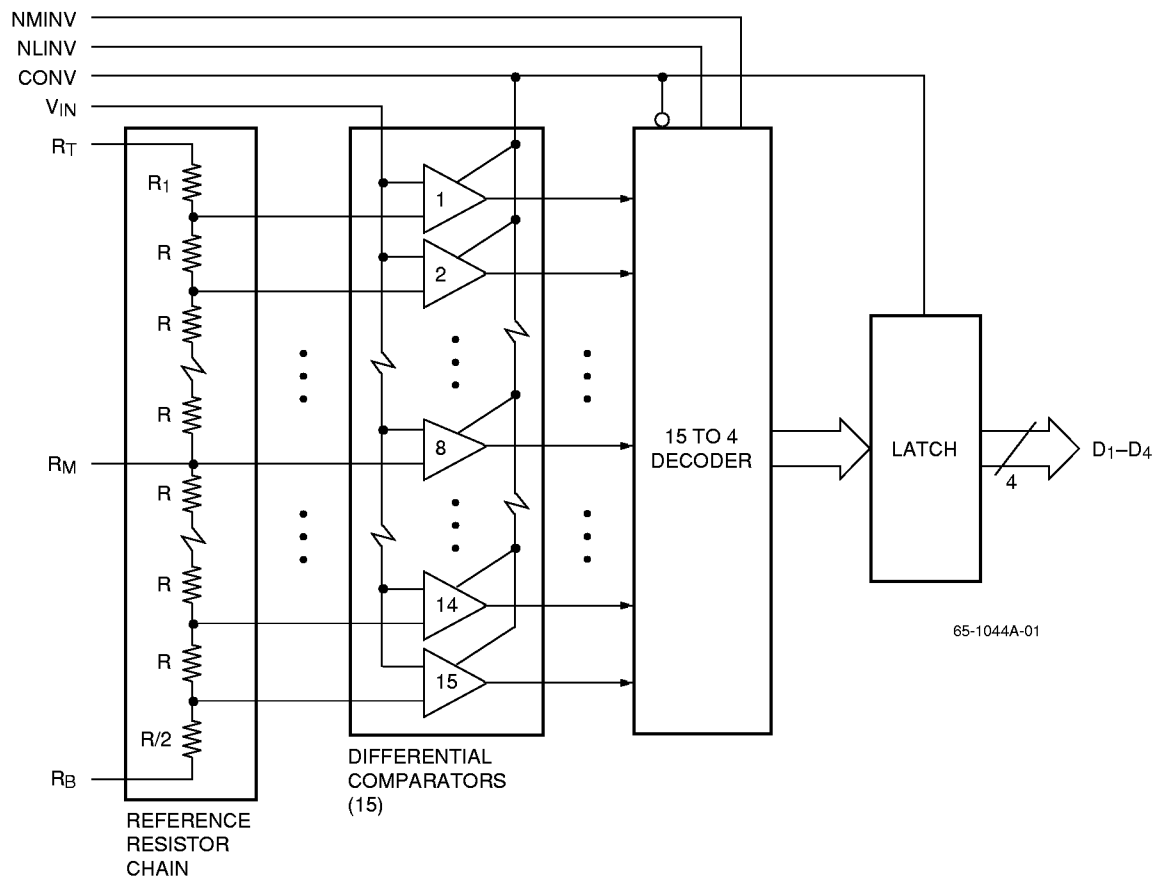 NMINV
NLINV
CONV
VIN
RT
R1
R
R
R
RM
R
R
R
R/2
RB
1
2
8
14
15
15 TO 4
DECODER
LATCH
4
D1–D4
65-1044A-01
DIFFERENTIAL
COMPARATORS
(15)
REFERENCE
RESISTOR
CHAIN